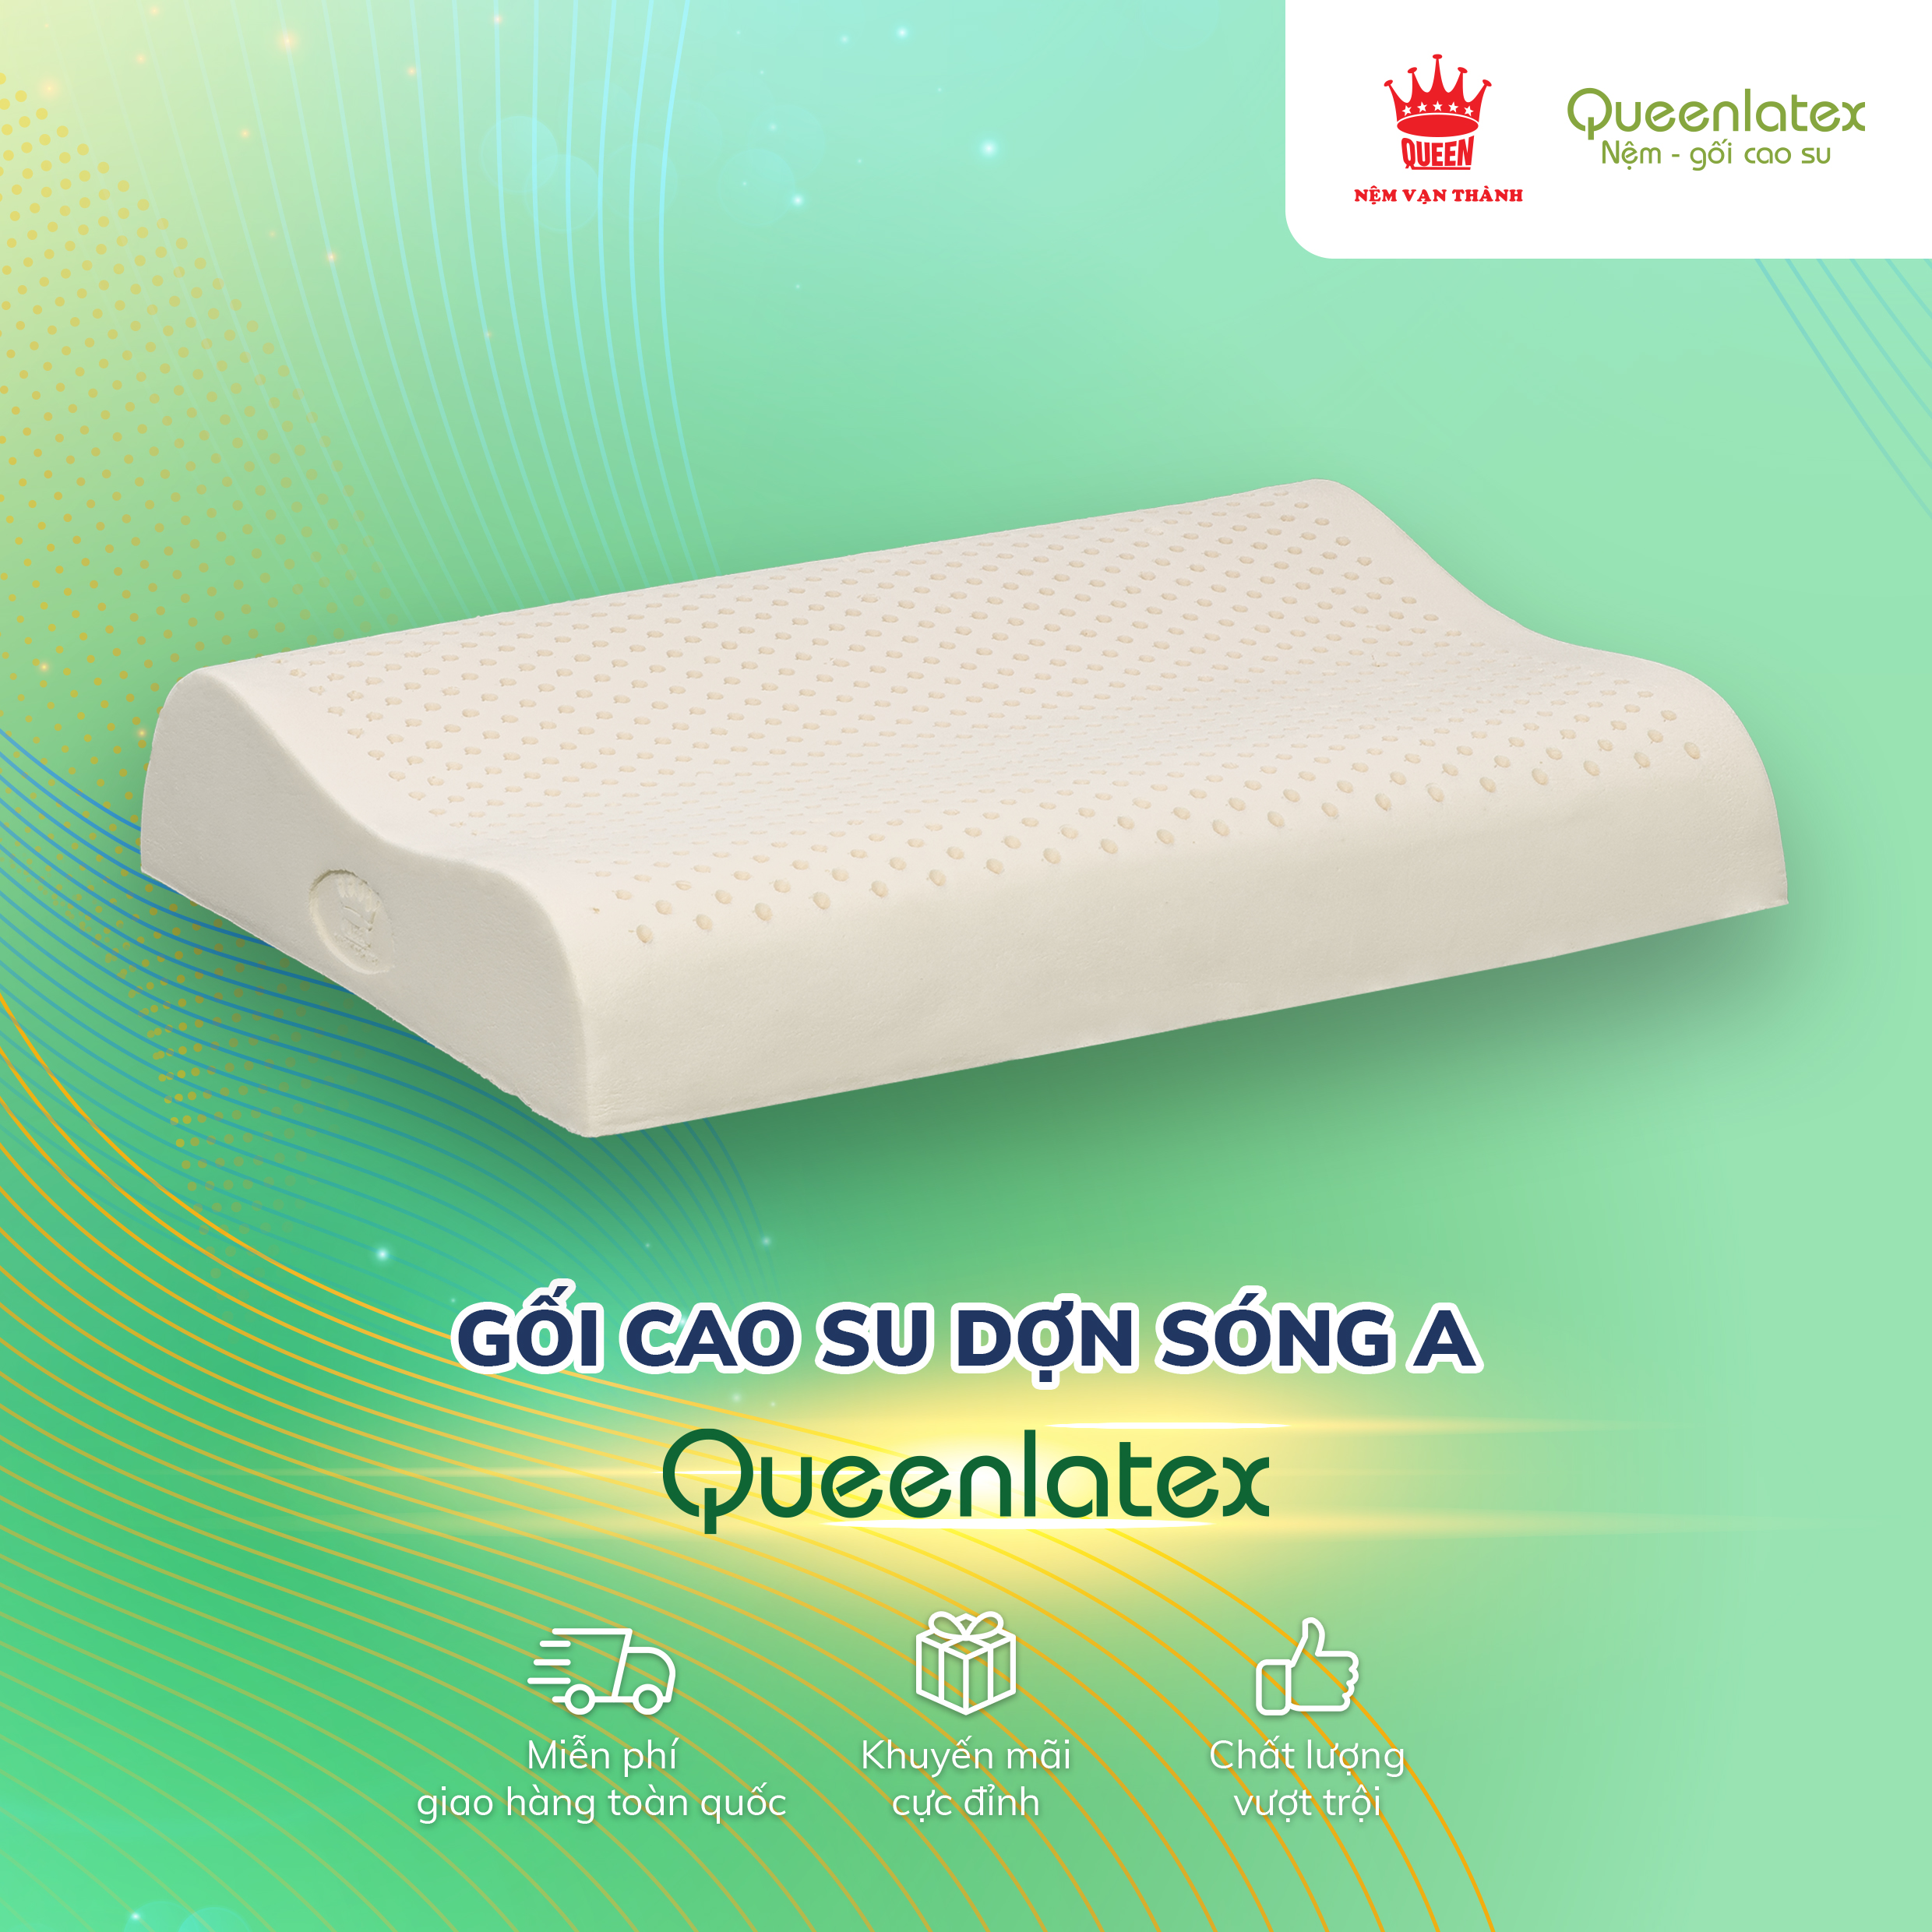 QUEEN
NỆM VẠN THÀNH
Queenlatex
Nệm - gối cao su
GỐI CAO SU DỢN SÓNG A
Queenlatex
Miễn phí
giao hàng toàn quốc
Khuyến mãi
cực đỉnh
Chất lượng
vượt trội